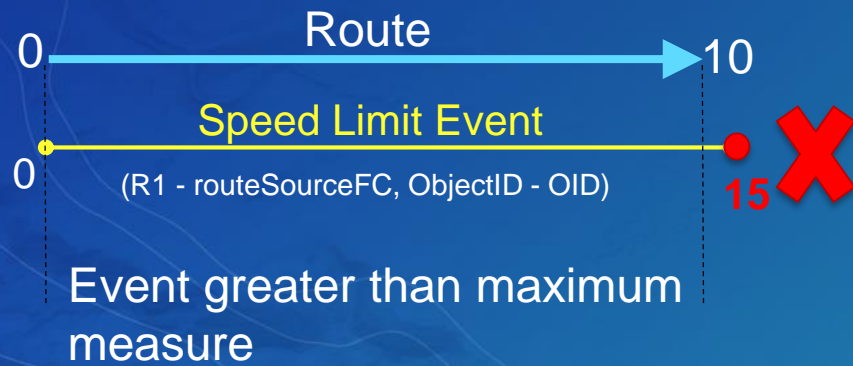 Route
0
10
Speed Limit Event
0
(R1 - routeSourceFC, ObjectID - OID)
15
Event greater than maximum
measure